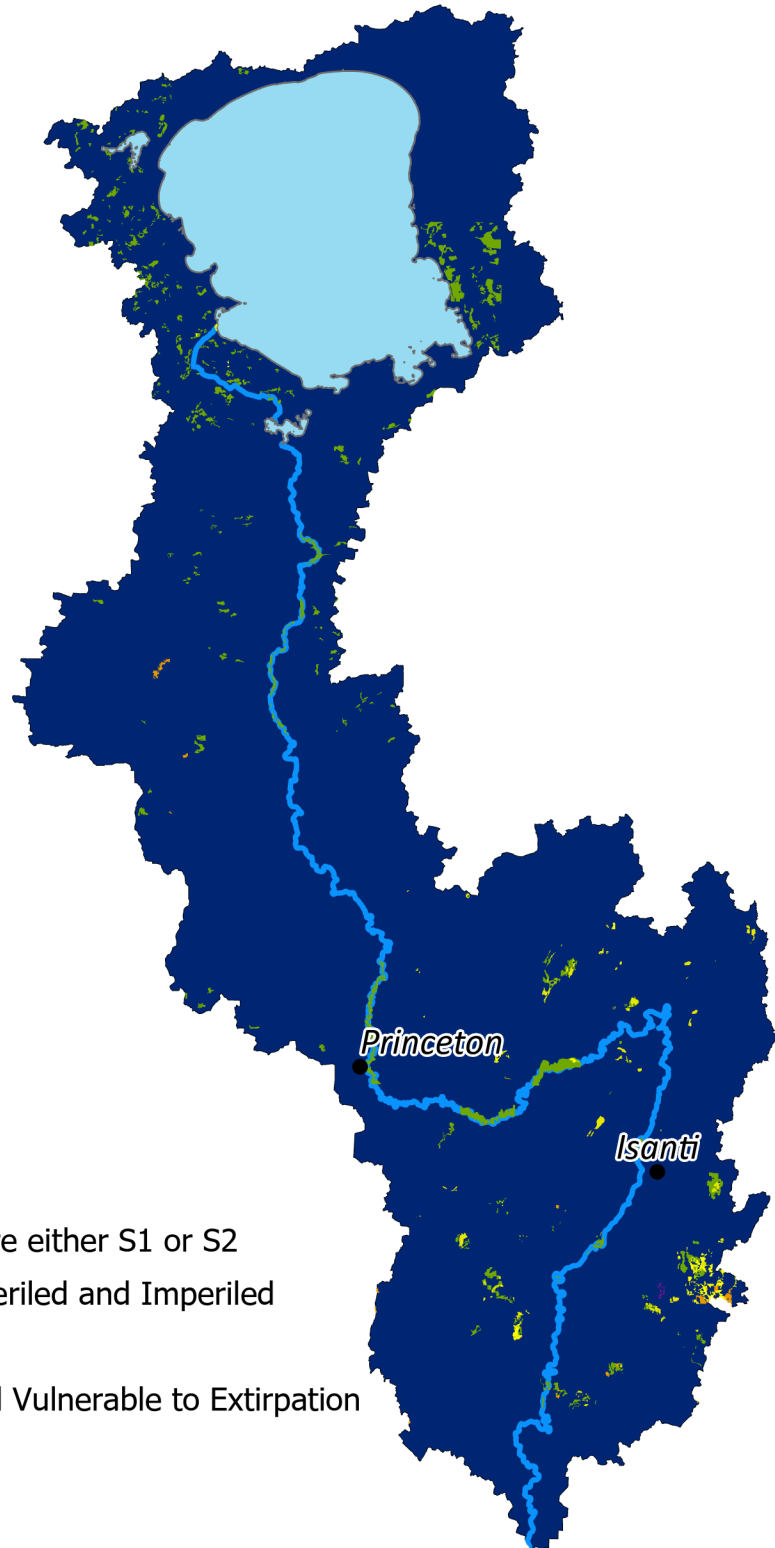 Princeton
Isanti
e either S1 or S2
eriled and Imperiled
Vulnerable to Extirpation